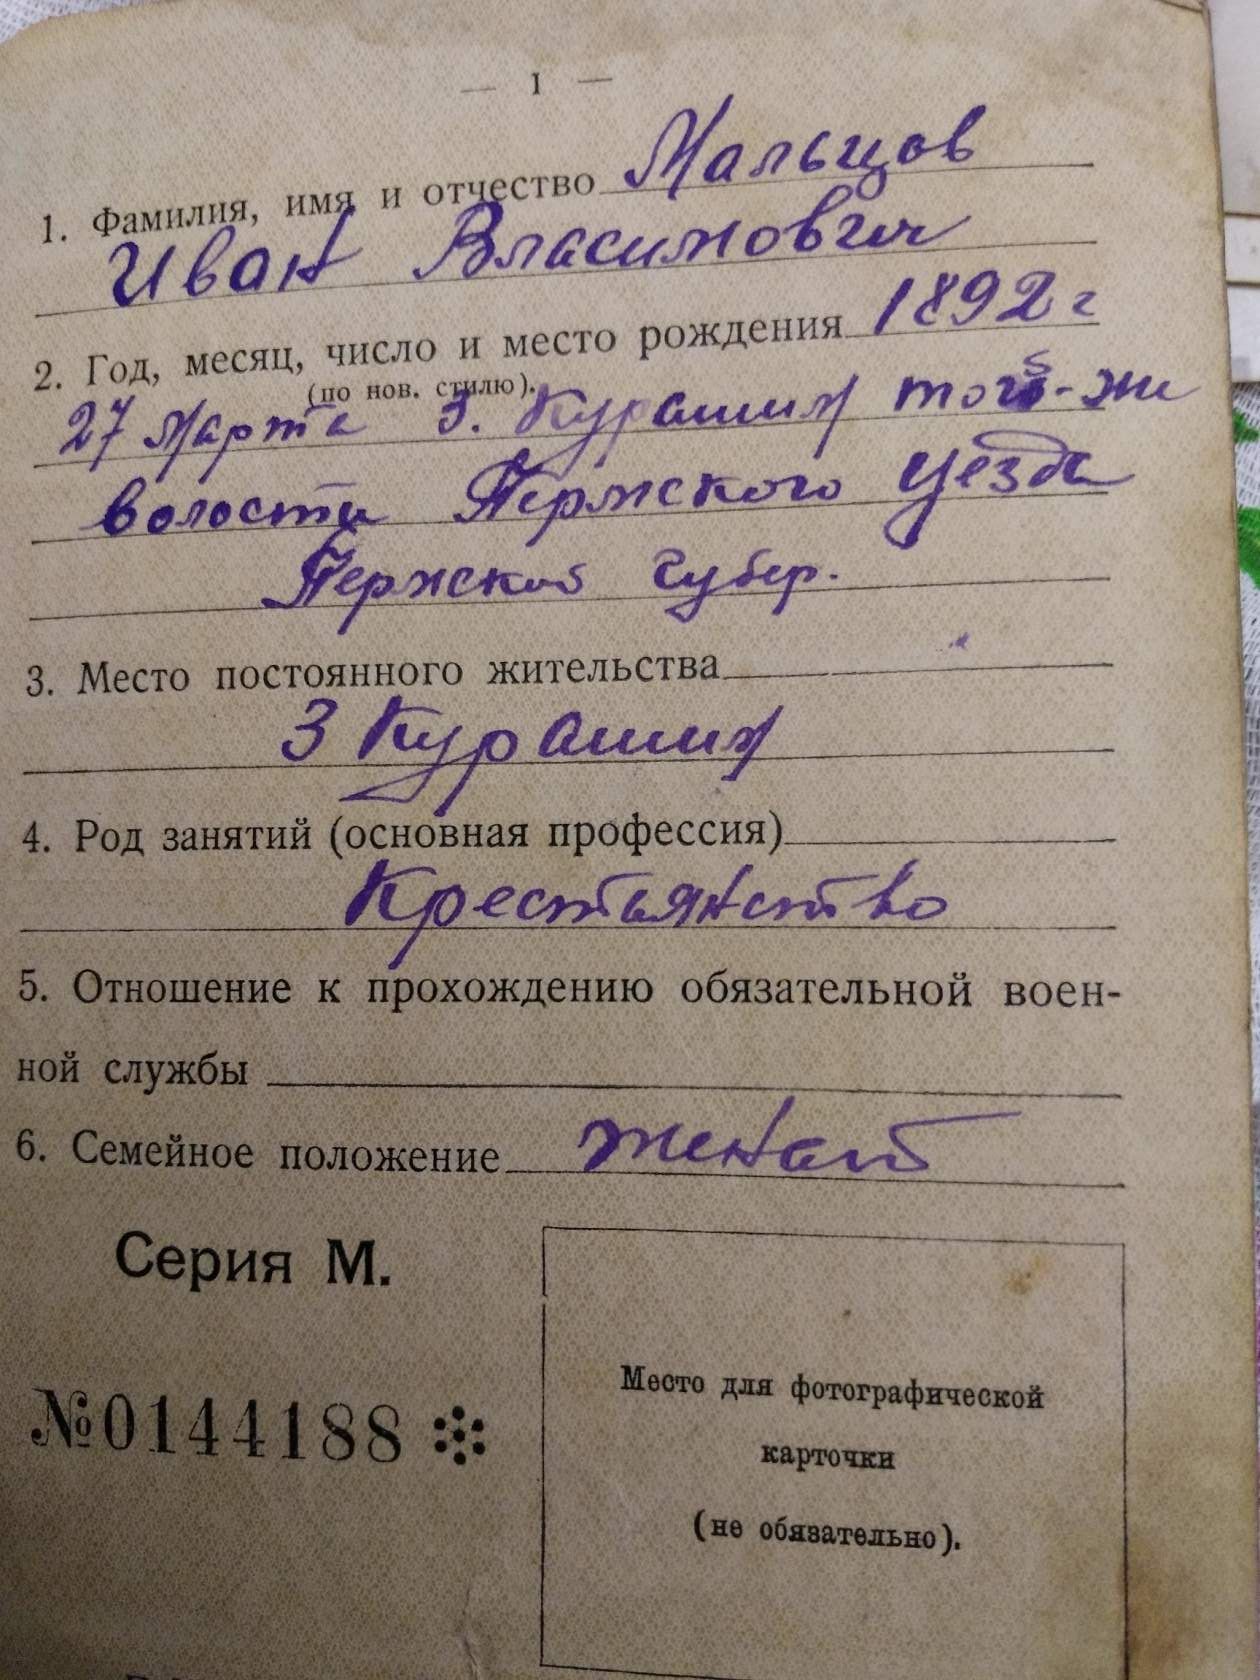 — 1 —
1. Фамилия, имя и отчество Мальцов
Иван Власимович
2. Год, месяц, число и место рождения 1892 г
(по нов. стилю).
27 Марта З. Курашим той-жи
волости Пермского уезда
Пермской губер.
3. Место постоянного жительства
З Курашим
4. Род занятий (основная профессия)
Крестьянство
5. Отношение к прохождению обязательной воен-
ной службы
6. Семейное положение женат
Серия М.
№0144188
Место для фотографической
карточки
(не обязательно).